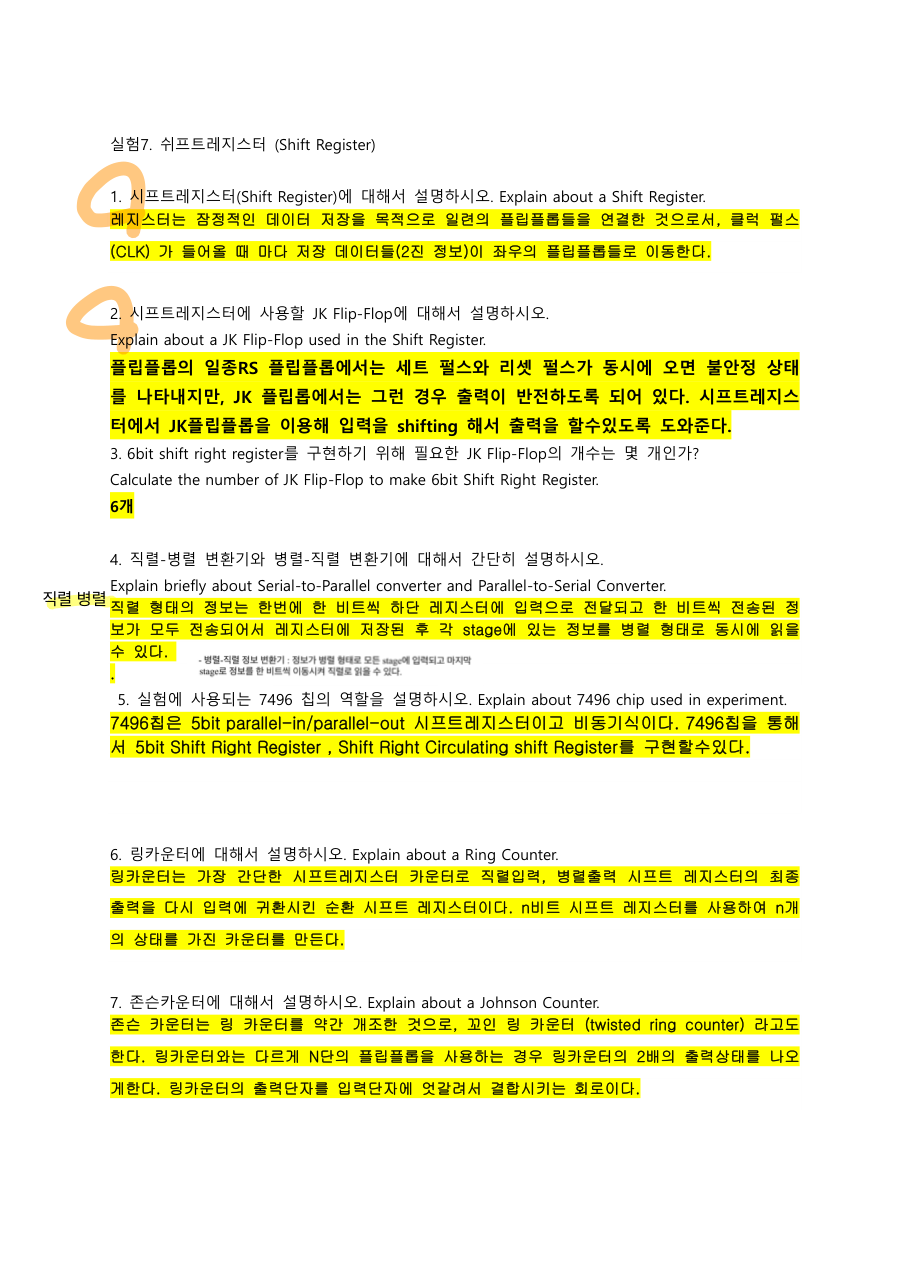 실험7. 쉬프트레지스터 (Shift Register)
1. 시프트레지스터(Shift Register)에 대해서 설명하시오. Explain about a Shift Register.
레지스터는 잠정적인 데이터 저장을 목적으로 일련의 플립플롭들을 연결한 것으로서, 클럭 펄스
(CLK) 가 들어올 때 마다 저장 데이터들(2진 정보)이 좌우의 플립플롭들로 이동한다.
2. 시프트레지스터에 사용할 JK Flip-Flop에 대해서 설명하시오.
Explain about a JK Flip-Flop used in the Shift Register.
플립플롭의 일종RS 플립플롭에서는 세트 펄스와 리셋 펄스가 동시에 오면 불안정 상태
를 나타내지만, JK 플립롭에서는 그런 경우 출력이 반전하도록 되어 있다. 시프트레지스
터에서 JK플립플롭을 이용해 입력을 shifting 해서 출력을 할수있도록 도와준다.
3. 6bit shift right register를 구현하기 위해 필요한 JK Flip-Flop의 개수는 몇 개인가?
Calculate the number of JK Flip-Flop to make 6bit Shift Right Register.
6개
4. 직렬-병렬 변환기와 병렬-직렬 변환기에 대해서 간단히 설명하시오.
Explain briefly about Serial-to-Parallel converter and Parallel-to-Serial Converter.
직렬 병렬
직렬 형태의 정보는 한번에 한 비트씩 하단 레지스터에 입력으로 전달되고 한 비트씩 전송된 정
보가 모두 전송되어서 레지스터에 저장된 후 각 stage에 있는 정보를 병렬 형태로 동시에 읽을
수 있다.
- 병렬-직렬 정보 변환기 : 정보가 병렬 형태로 모든 stage에 입력되고 마지막
stage로 정보를 한 비트씩 이동시켜 직렬로 읽을 수 있다.
.
5. 실험에 사용되는 7496 칩의 역할을 설명하시오. Explain about 7496 chip used in experiment.
7496칩은 5bit parallel-in/parallel-out 시프트레지스터이고 비동기식이다. 7496칩을 통해
서 5bit Shift Right Register , Shift Right Circulating shift Register를 구현할수있다.
6. 링카운터에 대해서 설명하시오. Explain about a Ring Counter.
링카운터는 가장 간단한 시프트레지스터 카운터로 직렬입력, 병렬출력 시프트 레지스터의 최종
출력을 다시 입력에 귀환시킨 순환 시프트 레지스터이다. n비트 시프트 레지스터를 사용하여 n개
의 상태를 가진 카운터를 만든다.
7. 존슨카운터에 대해서 설명하시오. Explain about a Johnson Counter.
존슨 카운터는 링 카운터를 약간 개조한 것으로, 꼬인 링 카운터 (twisted ring counter) 라고도
한다. 링카운터와는 다르게 N단의 플립플롭을 사용하는 경우 링카운터의 2배의 출력상태를 나오
게한다. 링카운터의 출력단자를 입력단자에 엇갈려서 결합시키는 회로이다.